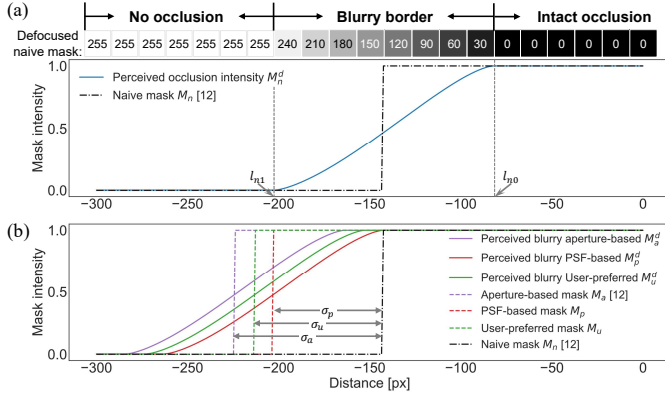 (a)
No occlusion Blurry border Intact occlusion
Defocused naive mask: 255 255 255 255 255 255 255 240 210 180 150 120 90 60 30 0 0 0 0 0 0
Mask intensity
1.0
0.5
0.0
Perceived occlusion intensity M_n^d
Naive mask M_n [12]
l_{n1}
l_{n0}
−300 −250 −200 −150 −100 −50 0
(b)
Mask intensity
1.0
0.5
0.0
Perceived blurry aperture-based M_a^d
Perceived blurry PSF-based M_p^d
Perceived blurry User-preferred M_u^d
Aperture-based mask M_a [12]
PSF-based mask M_p
User-preferred mask M_u
Naive mask M_n [12]
σ_p
σ_u
σ_a
−300 −250 −200 −150 −100 −50 0
Distance [px]